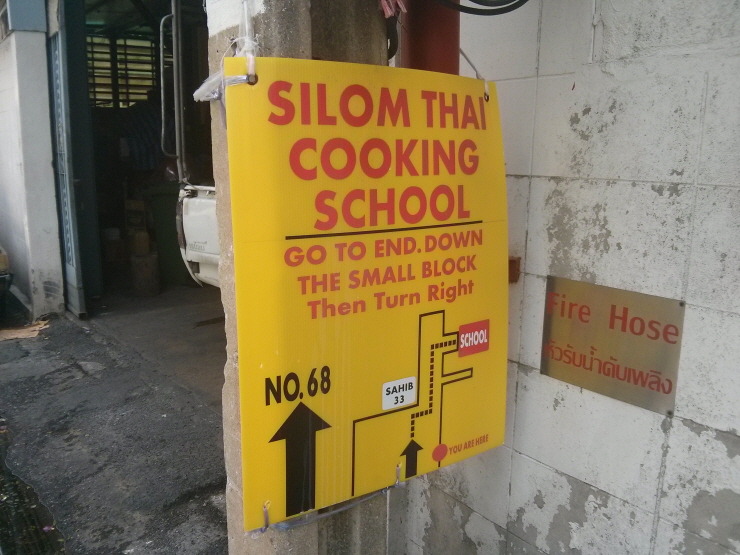 SILOM THAI
COOKING
SCHOOL
GO TO END. DOWN
THE SMALL BLOCK
Then Turn Right
SCHOOL
NO. 68
SAHIB
33
YOU ARE HERE
Fire Hose
หัวรับน้ำดับเพลิง